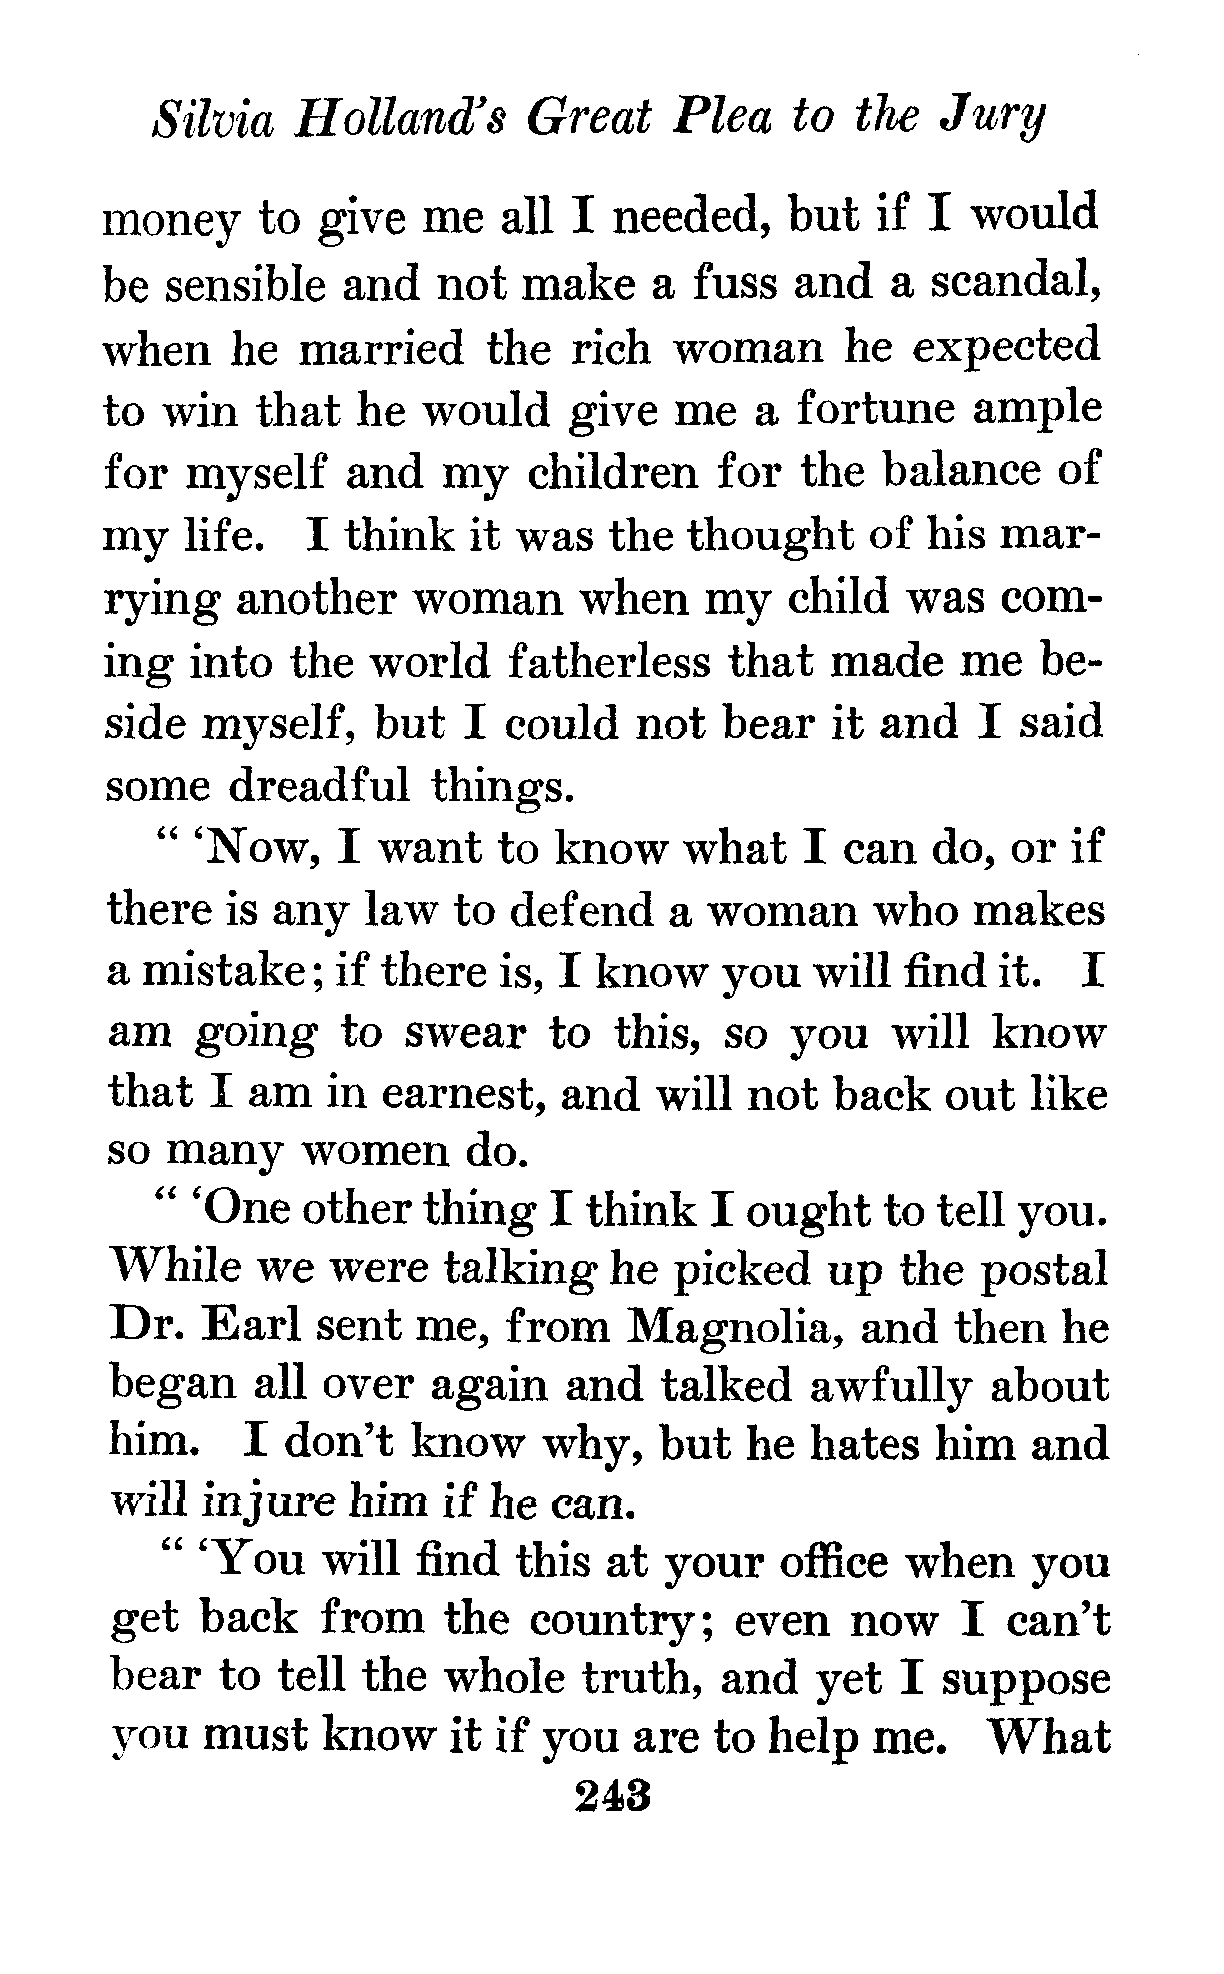 Silvia Holland's Great Plea to the Jury
money to give me all I needed, but if I would
be sensible and not make a fuss and a scandal,
when he married the rich woman he expected
to win that he would give me a fortune ample
for myself and my children for the balance of
my life. I think it was the thought of his mar-
rying another woman when my child was com-
ing into the world fatherless that made me be-
side myself, but I could not bear it and I said
some dreadful things.
" 'Now, I want to know what I can do, or if
there is any law to defend a woman who makes
a mistake; if there is, I know you will find it. I
am going to swear to this, so you will know
that I am in earnest, and will not back out like
so many women do.
" 'One other thing I think I ought to tell you.
While we were talking he picked up the postal
Dr. Earl sent me, from Magnolia, and then he
began all over again and talked awfully about
him. I don't know why, but he hates him and
will injure him if he can.
" 'You will find this at your office when you
get back from the country; even now I can't
bear to tell the whole truth, and yet I suppose
you must know it if you are to help me. What
243